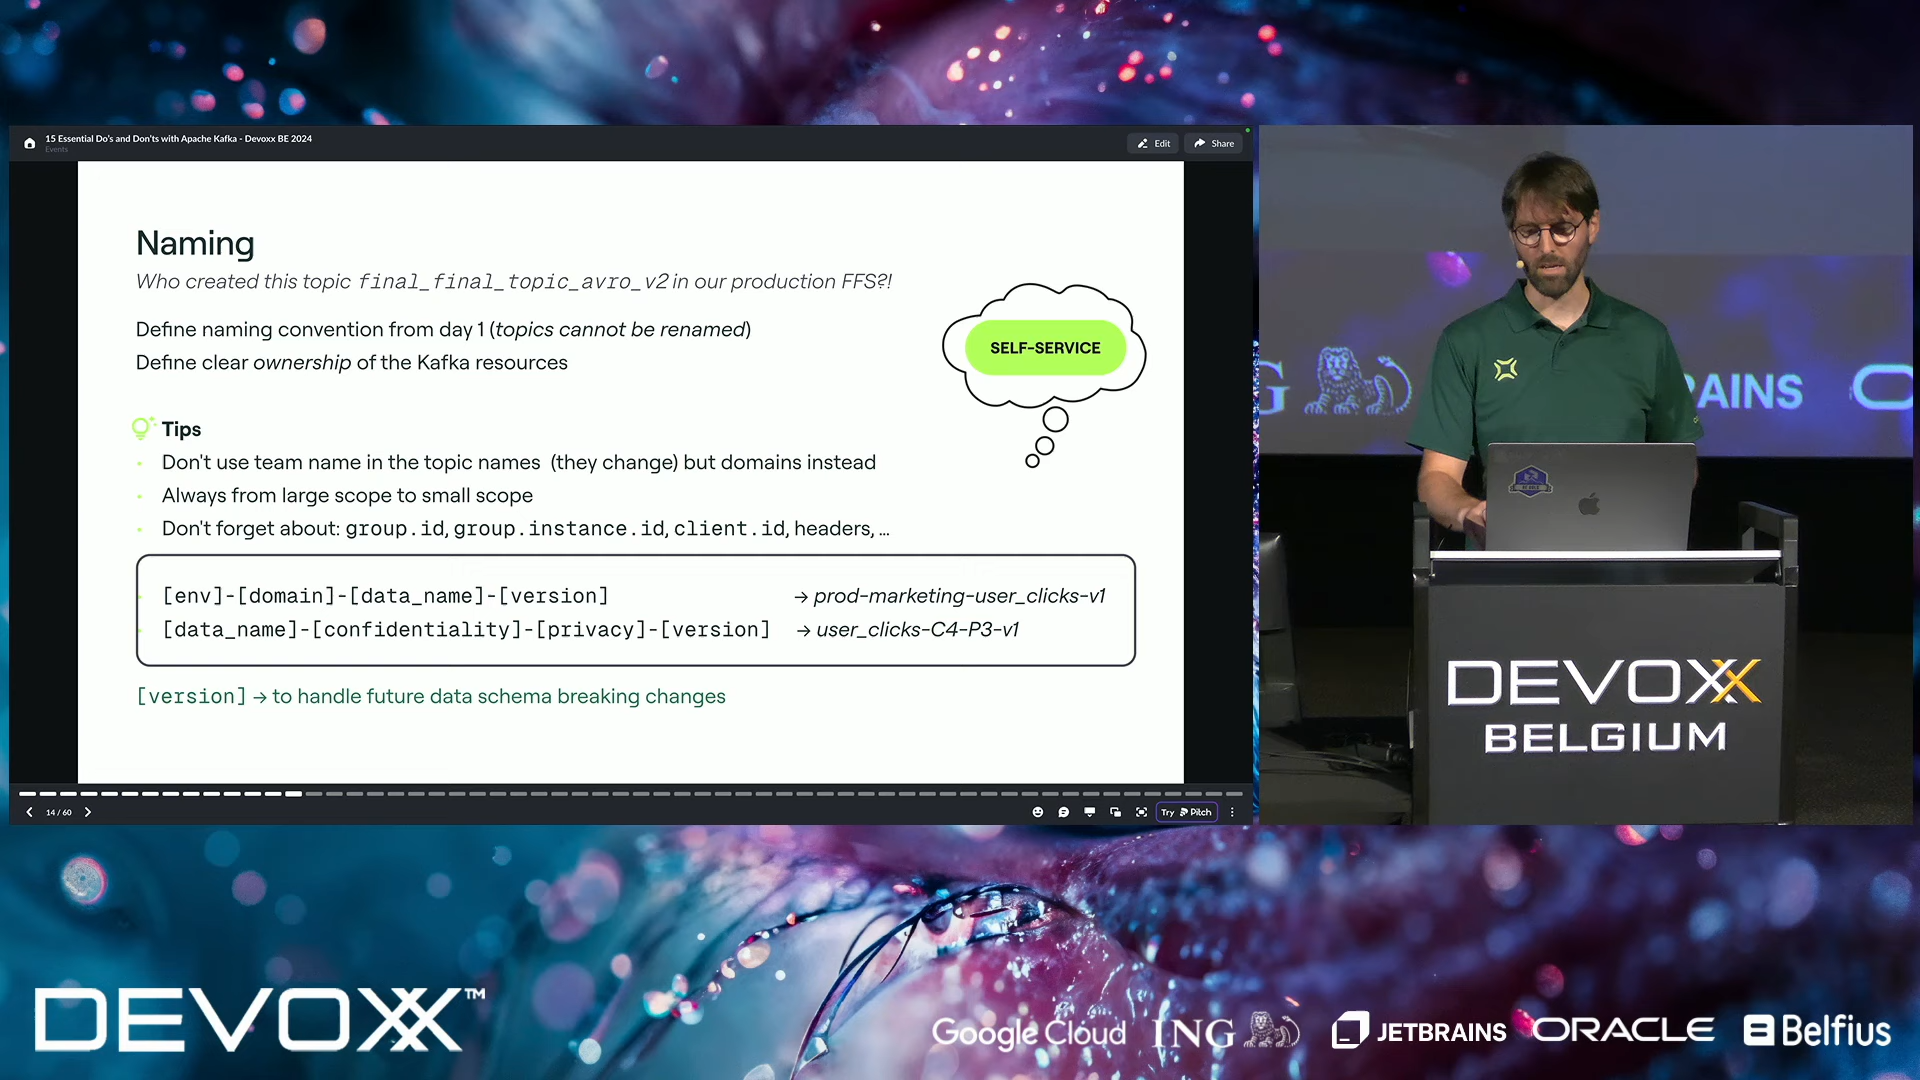 15 Essential Do's and Don'ts with Apache Kafka - Devoxx BE 2024
Events
Edit
Share
Naming
Who created this topic final_final_topic_avro_v2 in our production FFS?!
Define naming convention from day 1 (topics cannot be renamed)
Define clear ownership of the Kafka resources
SELF-SERVICE
Tips
Don't use team name in the topic names (they change) but domains instead
Always from large scope to small scope
Don't forget about: group.id, group.instance.id, client.id, headers, ...
[env]-[domain]-[data_name]-[version] → prod-marketing-user_clicks-v1
[data_name]-[confidentiality]-[privacy]-[version] → user_clicks-C4-P3-v1
[version] → to handle future data schema breaking changes
14 / 60
Try Pitch
G
RAINS
DEVOXX
BELGIUM
DEVOXX™
Google Cloud
ING
JETBRAINS
ORACLE
Belfius